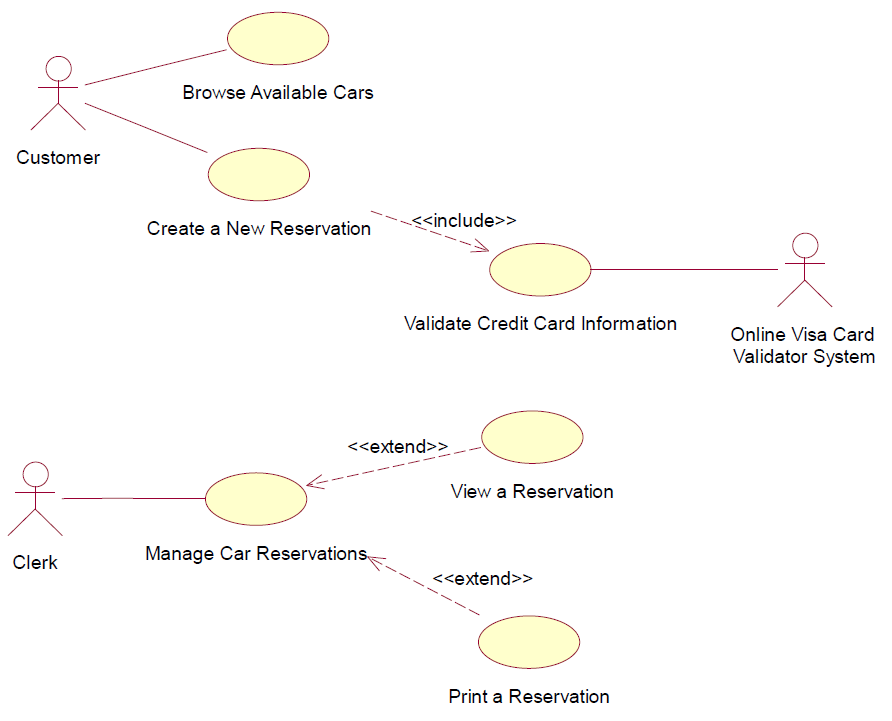 Browse Available Cars
Customer
Create a New Reservation
<<include>>
Validate Credit Card Information
Online Visa Card
Validator System
<<extend>>
View a Reservation
Manage Car Reservations
Clerk
<<extend>>
Print a Reservation